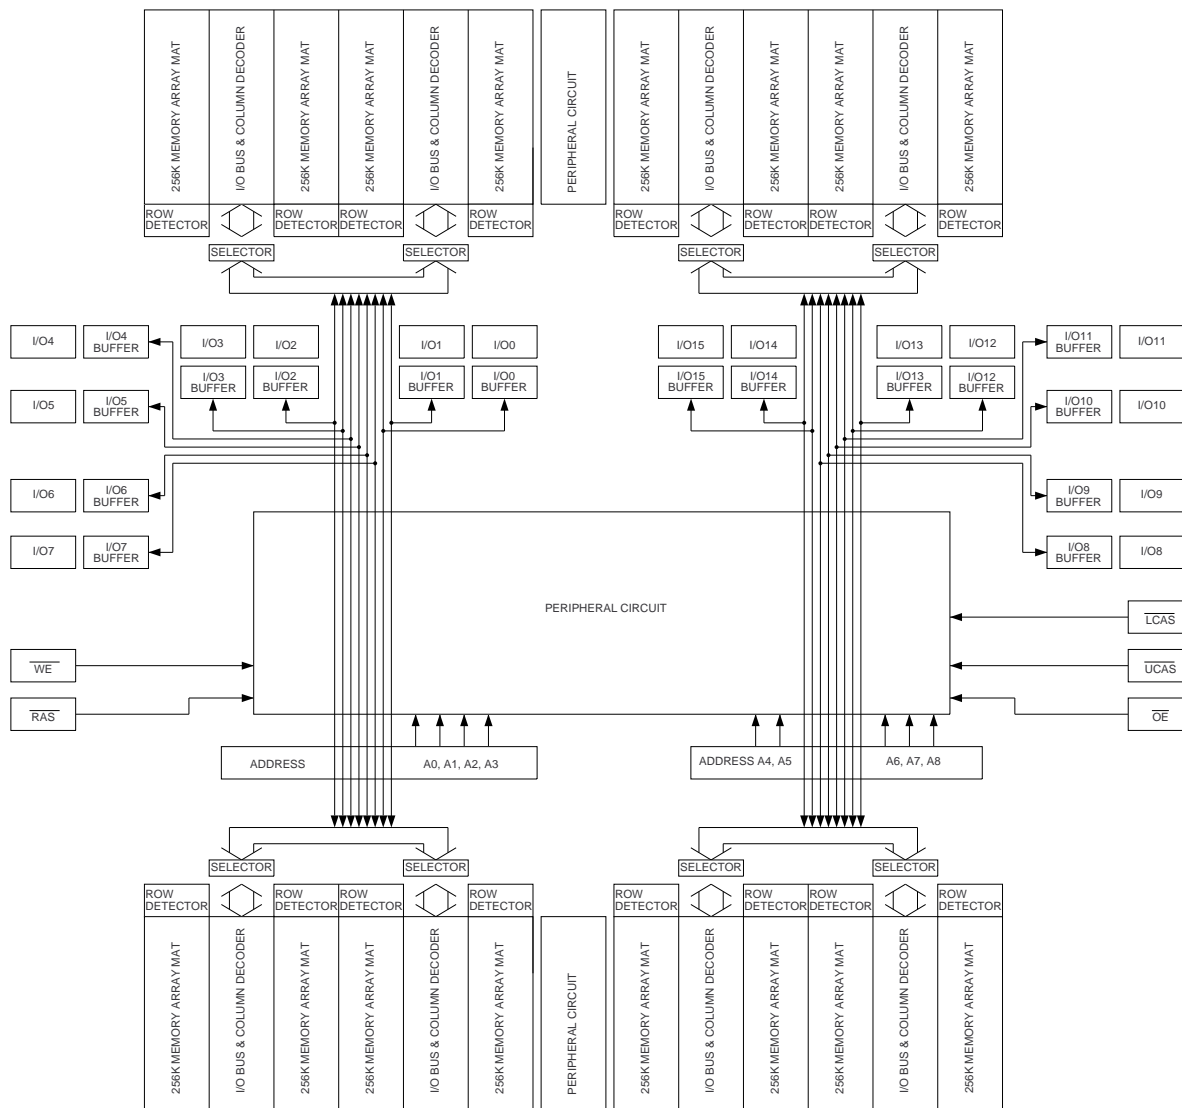 256K MEMORY ARRAY MAT
I/O BUS & COLUMN DECODER
256K MEMORY ARRAY MAT
256K MEMORY ARRAY MAT
I/O BUS & COLUMN DECODER
256K MEMORY ARRAY MAT
PERIPHERAL CIRCUIT
256K MEMORY ARRAY MAT
I/O BUS & COLUMN DECODER
256K MEMORY ARRAY MAT
256K MEMORY ARRAY MAT
I/O BUS & COLUMN DECODER
256K MEMORY ARRAY MAT
ROW
DETECTOR
ROW
DETECTOR
ROW
DETECTOR
ROW
DETECTOR
ROW
DETECTOR
ROW
DETECTOR
ROW
DETECTOR
ROW
DETECTOR
SELECTOR
SELECTOR
SELECTOR
SELECTOR
I/O4
I/O4
BUFFER
I/O3
I/O2
I/O1
I/O0
I/O15
I/O14
I/O13
I/O12
I/O11
BUFFER
I/O11
I/O3
BUFFER
I/O2
BUFFER
I/O1
BUFFER
I/O0
BUFFER
I/O15
BUFFER
I/O14
BUFFER
I/O13
BUFFER
I/O12
BUFFER
I/O5
I/O5
BUFFER
I/O10
BUFFER
I/O10
I/O6
I/O6
BUFFER
I/O9
BUFFER
I/O9
I/O7
I/O7
BUFFER
I/O8
BUFFER
I/O8
PERIPHERAL CIRCUIT
LCAS
WE
UCAS
RAS
OE
ADDRESS
A0, A1, A2, A3
ADDRESS A4, A5
A6, A7, A8
SELECTOR
SELECTOR
SELECTOR
SELECTOR
ROW
DETECTOR
ROW
DETECTOR
ROW
DETECTOR
ROW
DETECTOR
ROW
DETECTOR
ROW
DETECTOR
ROW
DETECTOR
ROW
DETECTOR
256K MEMORY ARRAY MAT
I/O BUS & COLUMN DECODER
256K MEMORY ARRAY MAT
256K MEMORY ARRAY MAT
I/O BUS & COLUMN DECODER
256K MEMORY ARRAY MAT
PERIPHERAL CIRCUIT
256K MEMORY ARRAY MAT
I/O BUS & COLUMN DECODER
256K MEMORY ARRAY MAT
256K MEMORY ARRAY MAT
I/O BUS & COLUMN DECODER
256K MEMORY ARRAY MAT